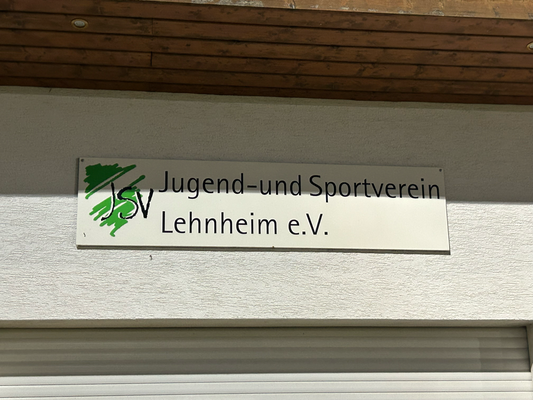 JSV
Jugend-und Sportverein
Lehnheim e.V.